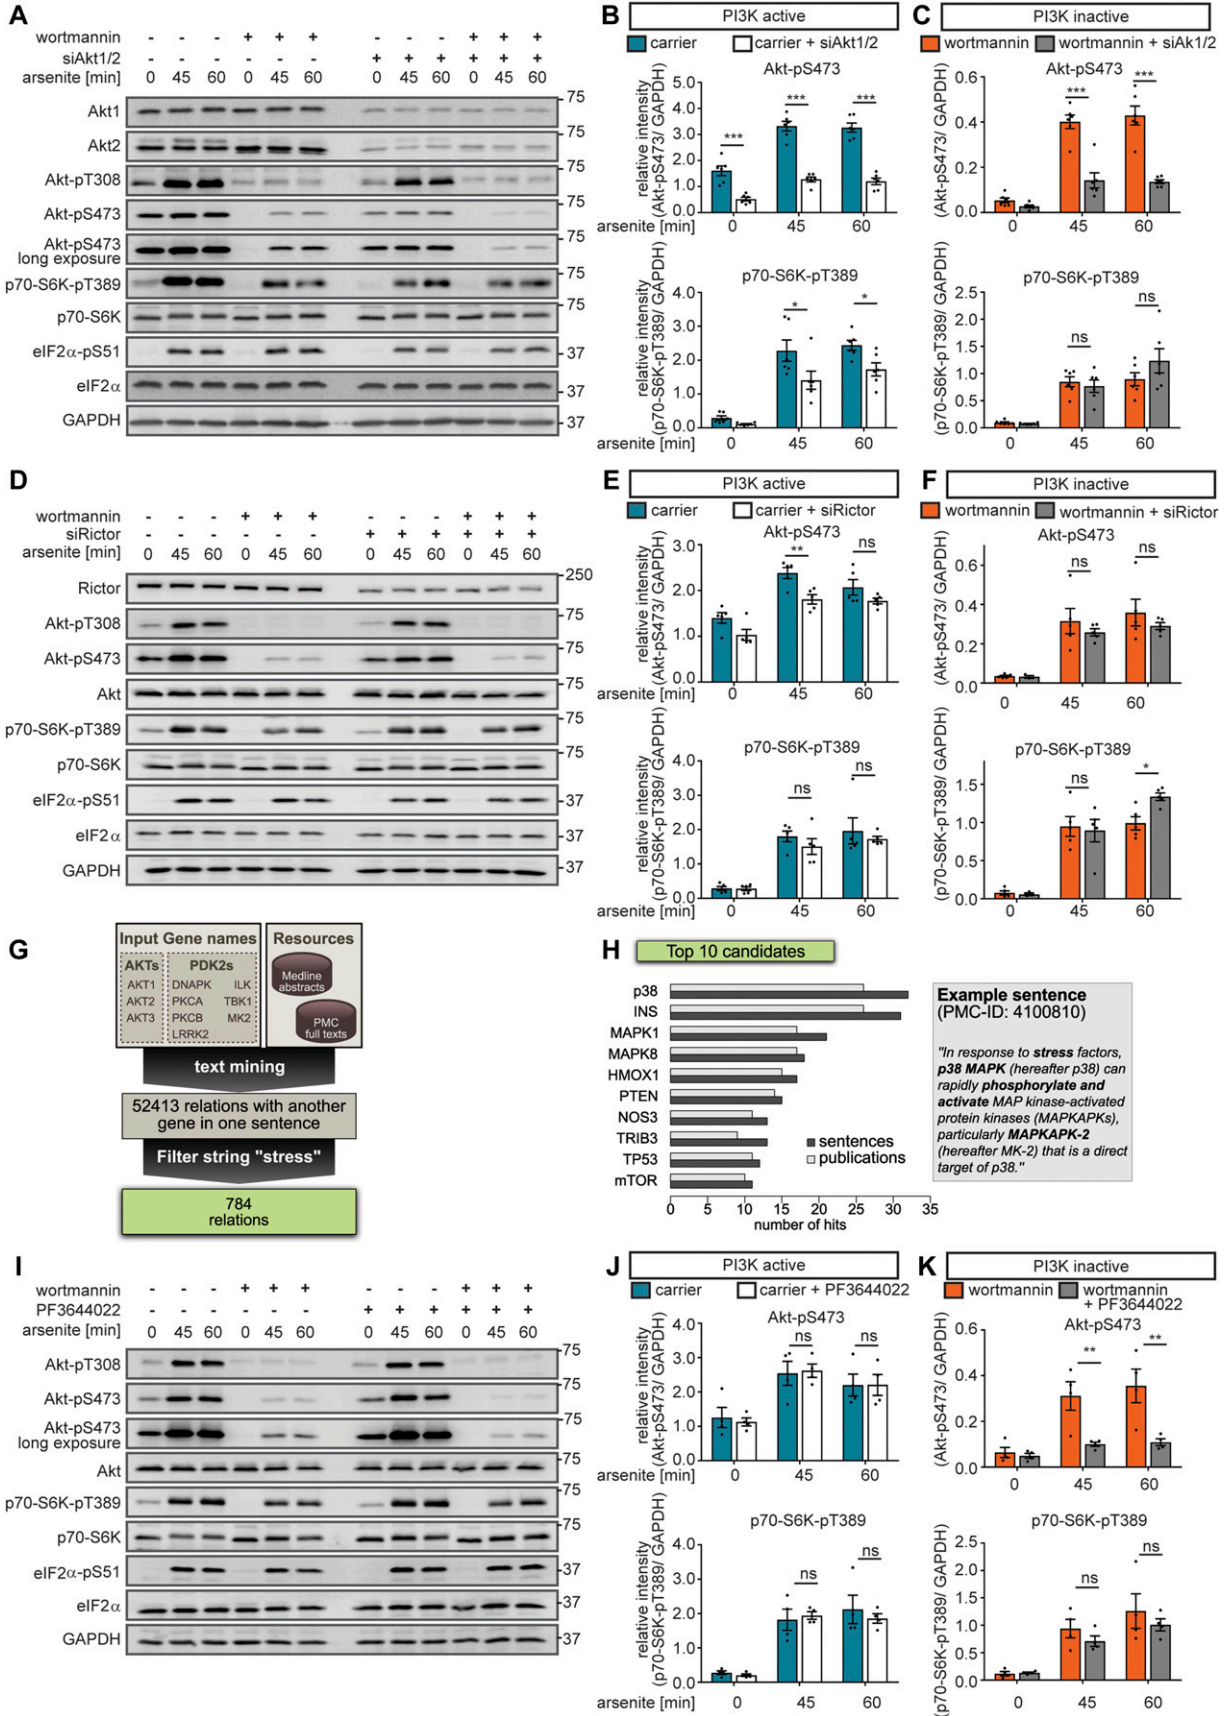 A
wortmannin - - - + + + - - - + + +
siAkt1/2 + + + + + +
arsenite [min] 0 45 60 0 45 60 0 45 60 0 45 60
Akt1
75
Akt2
75
Akt-pT308
75
Akt-pS473
75
Akt-pS473
long exposure
75
p70-S6K-pT389
75
p70-S6K
75
eIF2α-pS51
37
eIF2α
37
GAPDH
37
B
PI3K active
carrier carrier + siAkt1/2
Akt-pS473
relative intensity
(Akt-pS473/ GAPDH)
5.0
4.0
3.0
2.0
1.0
0.0
*** *** ***
arsenite [min] 0 45 60
p70-S6K-pT389
relative intensity
(p70-S6K-pT389/ GAPDH)
4.0
3.0
2.0
1.0
0.0
* *
arsenite [min] 0 45 60
C
PI3K inactive
wortmannin wortmannin + siAk1/2
Akt-pS473
(Akt-pS473/ GAPDH)
0.6
0.4
0.2
0.0
*** ***
0 45 60
p70-S6K-pT389
(p70-S6K-pT389/ GAPDH)
2.5
2.0
1.5
1.0
0.5
0.0
ns ns
0 45 60
D
wortmannin - - - + + + - - - + + +
siRictor - - - - - - + + + + + +
arsenite [min] 0 45 60 0 45 60 0 45 60 0 45 60
Rictor
250
Akt-pT308
75
Akt-pS473
75
Akt
75
p70-S6K-pT389
75
p70-S6K
75
eIF2α-pS51
37
eIF2α
37
GAPDH
37
E
PI3K active
carrier carrier + siRictor
Akt-pS473
relative intensity
(Akt-pS473/ GAPDH)
3.0
2.0
1.0
0.0
** ns
arsenite [min] 0 45 60
p70-S6K-pT389
relative intensity
(p70-S6K-pT389/ GAPDH)
4.0
3.0
2.0
1.0
0.0
ns ns
arsenite [min] 0 45 60
F
PI3K inactive
wortmannin wortmannin + siRictor
Akt-pS473
(Akt-pS473/ GAPDH)
0.6
0.4
0.2
0.0
ns ns
0 45 60
p70-S6K-pT389
(p70-S6K-pT389/ GAPDH)
1.5
1.0
0.5
0.0
ns *
0 45 60
G
Input Gene names Resources
AKTs PDK2s
AKT1 DNAPK ILK
AKT2 PKCA TBK1
AKT3 PKCB MK2
LRRK2
Medline
abstracts
PMC
full texts
text mining
52413 relations with another
gene in one sentence
Filter string "stress"
784
relations
H
Top 10 candidates
p38
INS
MAPK1
MAPK8
HMOX1
PTEN
NOS3
TRIB3
TP53
mTOR
sentences
publications
0 5 10 15 20 25 30 35
number of hits
Example sentence
(PMC-ID: 4100810)
"In response to stress factors,
p38 MAPK (hereafter p38) can
rapidly phosphorylate and
activate MAP kinase-activated
protein kinases (MAPKAPKs),
particularly MAPKAPK-2
(hereafter MK-2) that is a direct
target of p38."
I
wortmannin - - - + + + - - - + + +
PF3644022 - - - - - - + + + + + +
arsenite [min] 0 45 60 0 45 60 0 45 60 0 45 60
Akt-pT308
75
Akt-pS473
75
Akt-pS473
long exposure
75
Akt
75
p70-S6K-pT389
75
p70-S6K
75
eIF2α-pS51
37
eIF2α
37
GAPDH
37
J
PI3K active
carrier carrier + PF3644022
Akt-pS473
relative intensity
(Akt-pS473/ GAPDH)
4.0
3.0
2.0
1.0
0.0
ns ns
arsenite [min] 0 45 60
p70-S6K-pT389
relative intensity
(p70-S6K-pT389/ GAPDH)
4.0
3.0
2.0
1.0
0.0
ns ns
arsenite [min] 0 45 60
K
PI3K inactive
wortmannin wortmannin
+ PF3644022
Akt-pS473
(Akt-pS473/ GAPDH)
0.6
0.4
0.2
0.0
** **
0 45 60
p70-S6K-pT389
(p70-S6K-pT389/ GAPDH)
2.5
2.0
1.5
1.0
0.5
0.0
ns ns
0 45 60